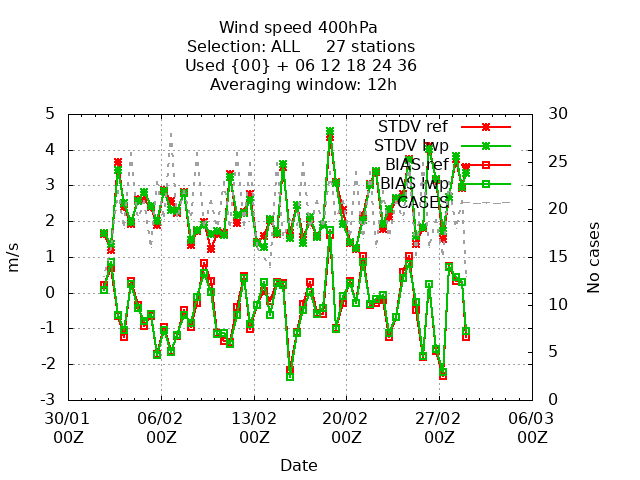 Wind speed 400hPa
Selection: ALL 27 stations
Used {00} + 06 12 18 24 36
Averaging window: 12h
5 30
STDV ref
4 STDV lwp
25
BIAS ref
3 BIAS lwp
CASES 20
2
1 15
0
10
-1
5
-2
-3 0
30/01 06/02 13/02 20/02 27/02 06/03
00Z 00Z 00Z 00Z 00Z 00Z
m/s
No cases
Date